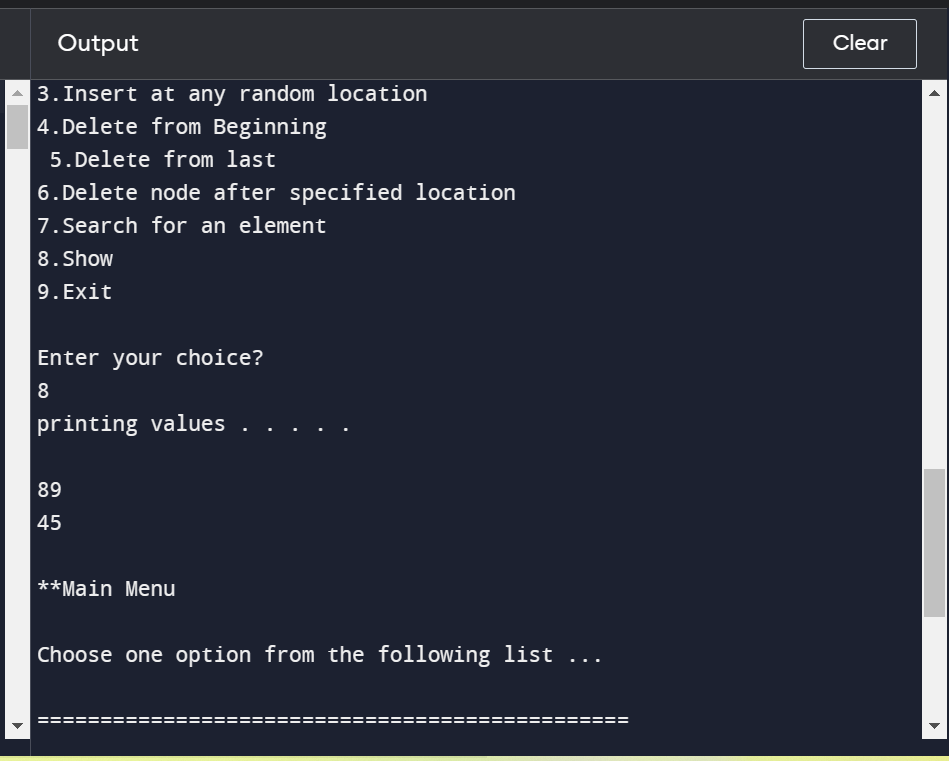 Output
Clear
3.Insert at any random location
4.Delete from Beginning
 5.Delete from last
6.Delete node after specified location
7.Search for an element
8.Show
9.Exit
Enter your choice?
8
printing values . . . . .
89
45
**Main Menu
Choose one option from the following list ...
===============================================